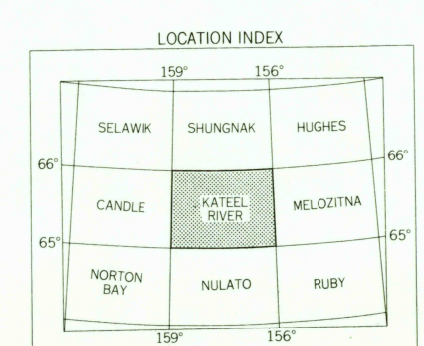 LOCATION INDEX
159° 156°
SELAWIK SHUNGNAK HUGHES
66° 66°
CANDLE KATEEL RIVER MELOZITNA
65° 65°
NORTON BAY NULATO RUBY
159° 156°